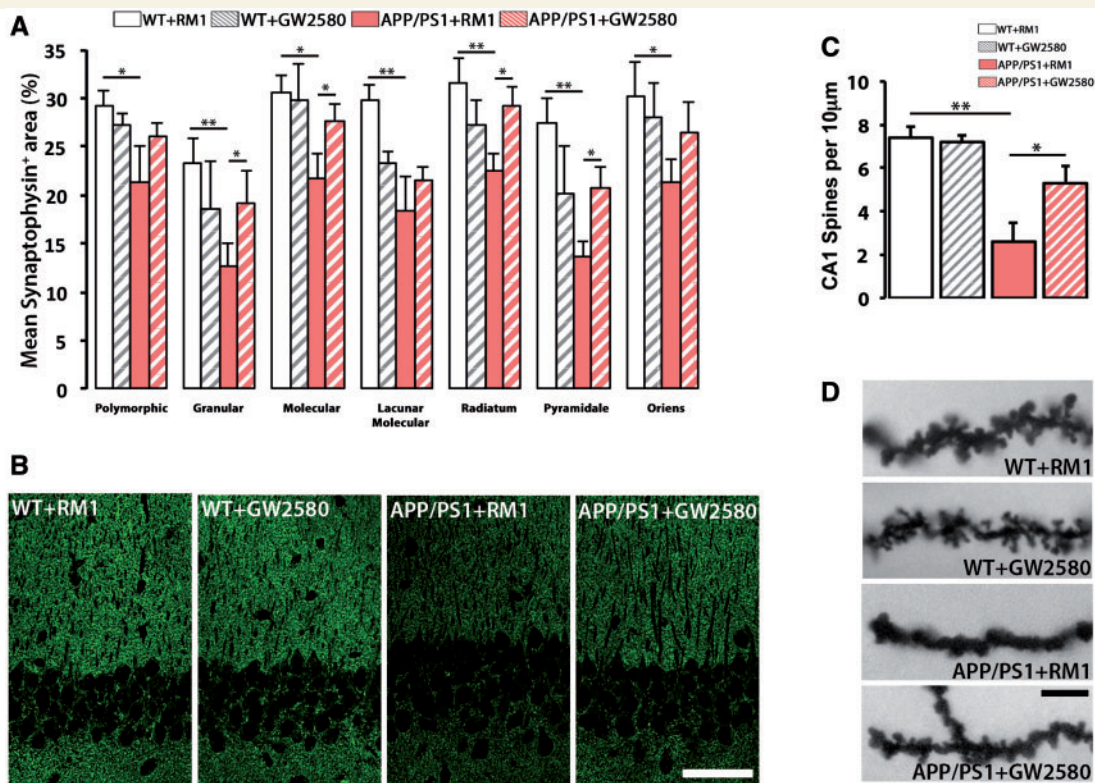 A
WT+RM1 WT+GW2580 APP/PS1+RM1 APP/PS1+GW2580
Mean Synaptophysin⁺ area (%)
35
30
25
20
15
10
5
0
* ** * * * ** ** * ** * *
Polymorphic Granular Molecular Lacunar Molecular Radiatum Pyramidale Oriens
B
WT+RM1 WT+GW2580 APP/PS1+RM1 APP/PS1+GW2580
C
WT+RM1
WT+GW2580
APP/PS1+RM1
APP/PS1+GW2580
CA1 Spines per 10µm
8
6
4
2
0
** *
D
WT+RM1
WT+GW2580
APP/PS1+RM1
APP/PS1+GW2580